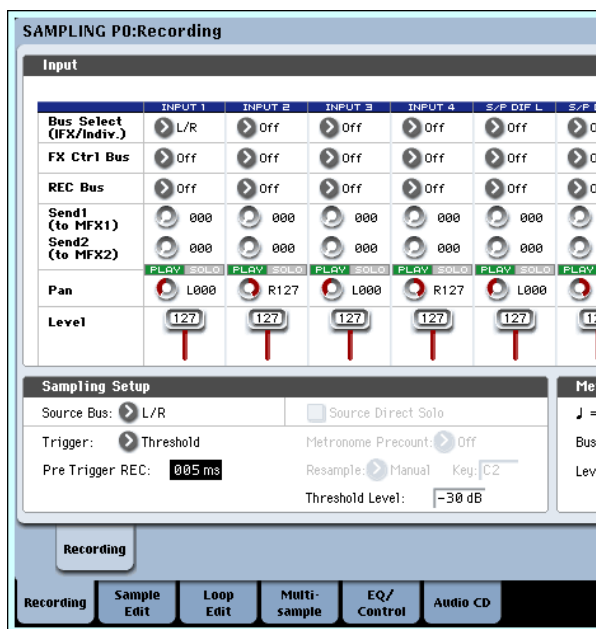 SAMPLING P0:Recording
Input
INPUT 1 INPUT 2 INPUT 3 INPUT 4 S/P DIF L S/P
Bus Select (IFX/Indiv.) L/R Off Off Off Off
FX Ctrl Bus Off Off Off Off Off
REC Bus Off Off Off Off Off
Send1 (to MFX1) 000 000 000 000 000
Send2 (to MFX2) 000 000 000 000 000
PLAY SOLO PLAY SOLO PLAY SOLO PLAY SOLO PLAY SOLO PLAY
Pan L000 R127 L000 R127 L000
Level 127 127 127 127 127
Sampling Setup Me
Source Bus: L/R Source Direct Solo ♩ =
Trigger: Threshold Metronome Precount: Off Bus
Pre Trigger REC: 005 ms Resample: Manual Key: C2 Lev
Threshold Level: -30 dB
Recording
Recording Sample Edit Loop Edit Multi-sample EQ/Control Audio CD